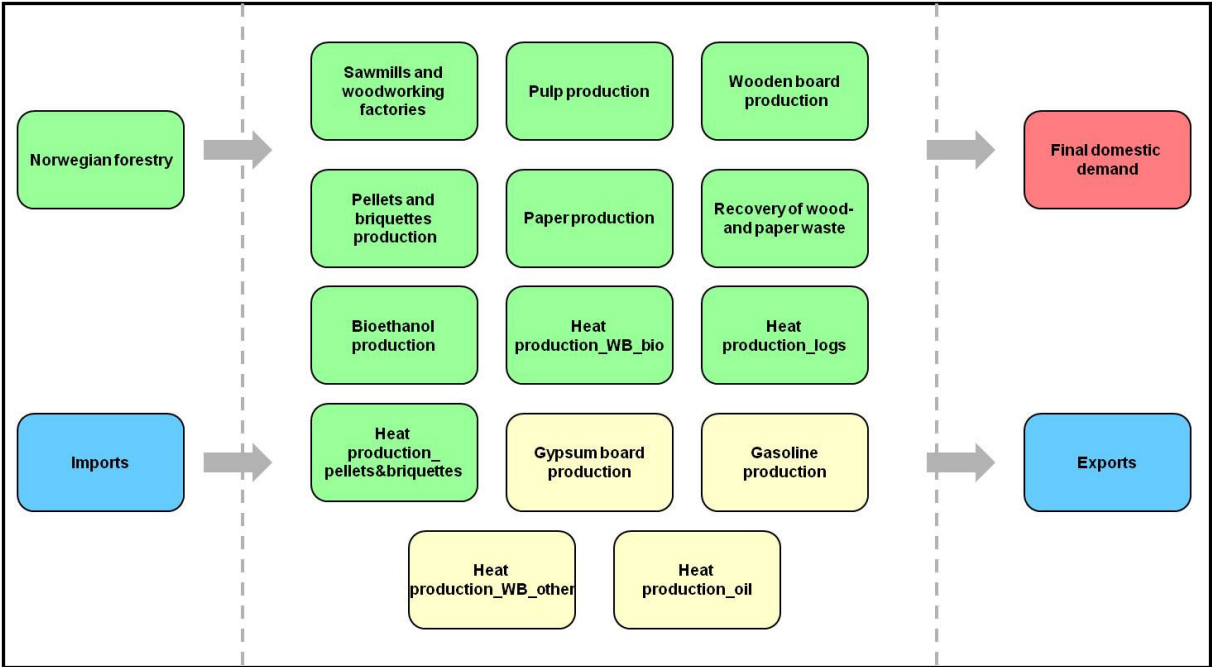 Sawmills and
woodworking
factories
Pulp production
Wooden board
production
Norwegian forestry
Final domestic
demand
Pellets and
briquettes
production
Paper production
Recovery of wood-
and paper waste
Bioethanol
production
Heat
production_WB_bio
Heat
production_logs
Imports
Heat
production_
pellets&briquettes
Gypsum board
production
Gasoline
production
Exports
Heat
production_WB_other
Heat
production_oil